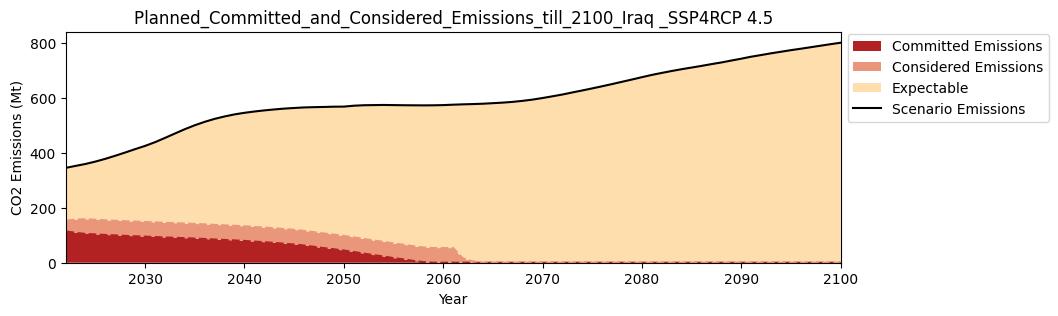 Planned_Committed_and_Considered_Emissions_till_2100_Iraq _SSP4RCP 4.5
800
600
400
200
0
CO2 Emissions (Mt)
2030 2040 2050 2060 2070 2080 2090 2100
Year
Committed Emissions
Considered Emissions
Expectable
Scenario Emissions